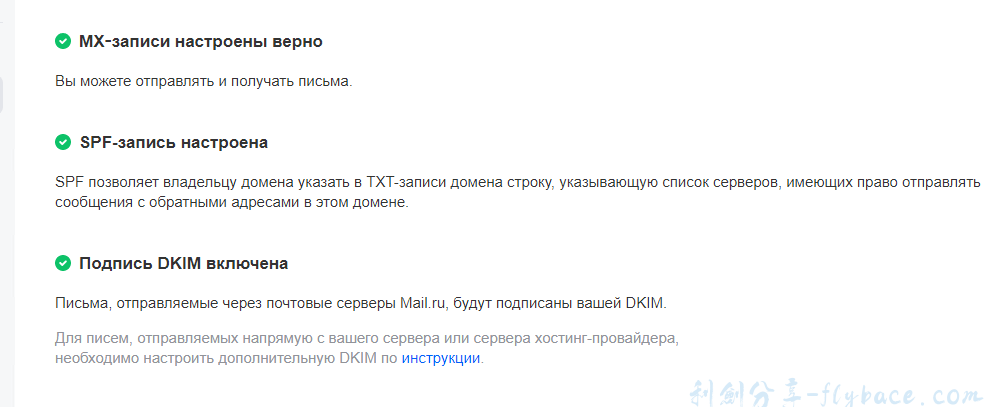 MX-записи настроены верно
Вы можете отправлять и получать письма.
SPF-запись настроена
SPF позволяет владельцу домена указать в TXT-записи домена строку, указывающую список серверов, имеющих право отправлять
сообщения с обратными адресами в этом домене.
Подпись DKIM включена
Письма, отправляемые через почтовые серверы Mail.ru, будут подписаны вашей DKIM.
Для писем, отправляемых напрямую с вашего сервера или сервера хостинг-провайдера,
необходимо настроить дополнительную DKIM по инструкции.
利劍分享-flybace.com